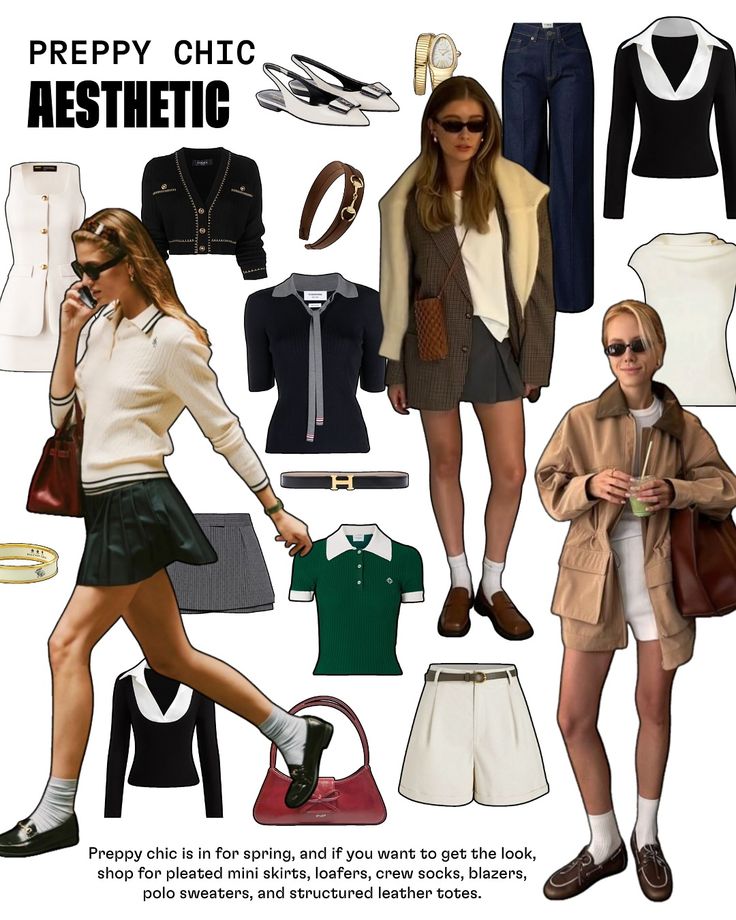 PREPPY CHIC
AESTHETIC
Preppy chic is in for spring, and if you want to get the look,
shop for pleated mini skirts, loafers, crew socks, blazers,
polo sweaters, and structured leather totes.